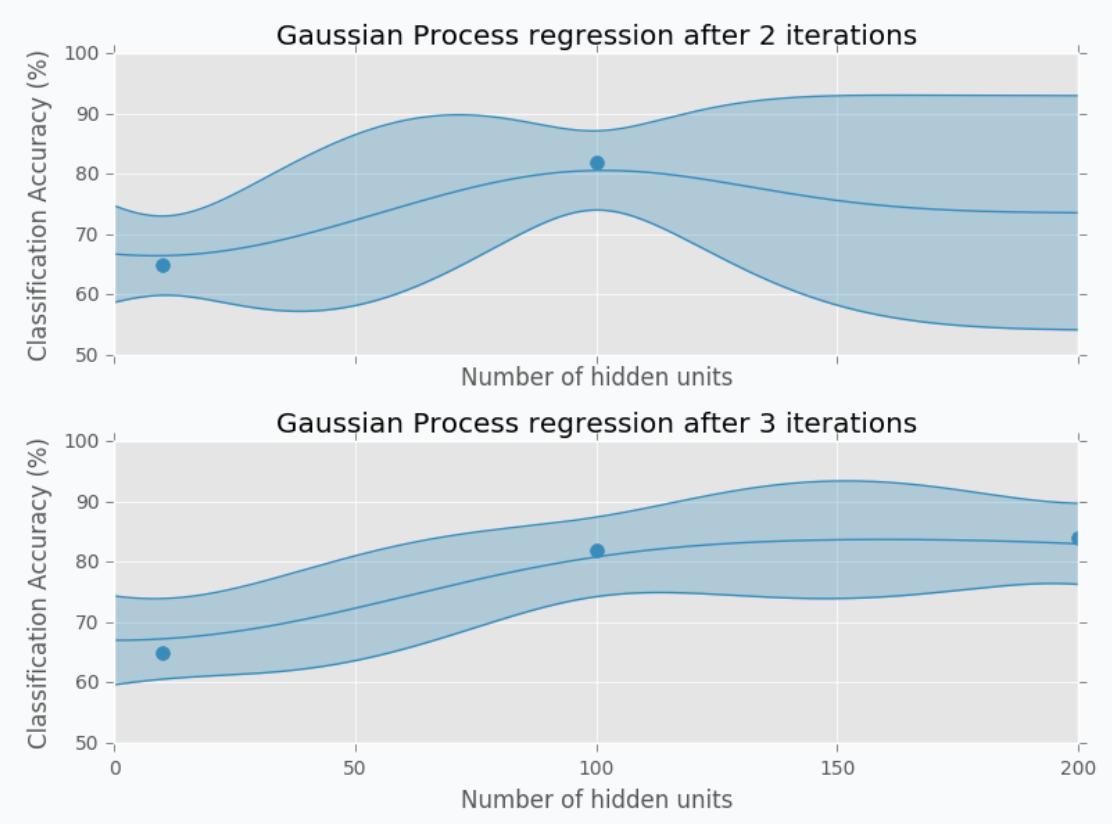 Gaussian Process regression after 2 iterations
Classification Accuracy (%)
100
90
80
70
60
50
Number of hidden units
Gaussian Process regression after 3 iterations
Classification Accuracy (%)
100
90
80
70
60
50
0 50 100 150 200
Number of hidden units